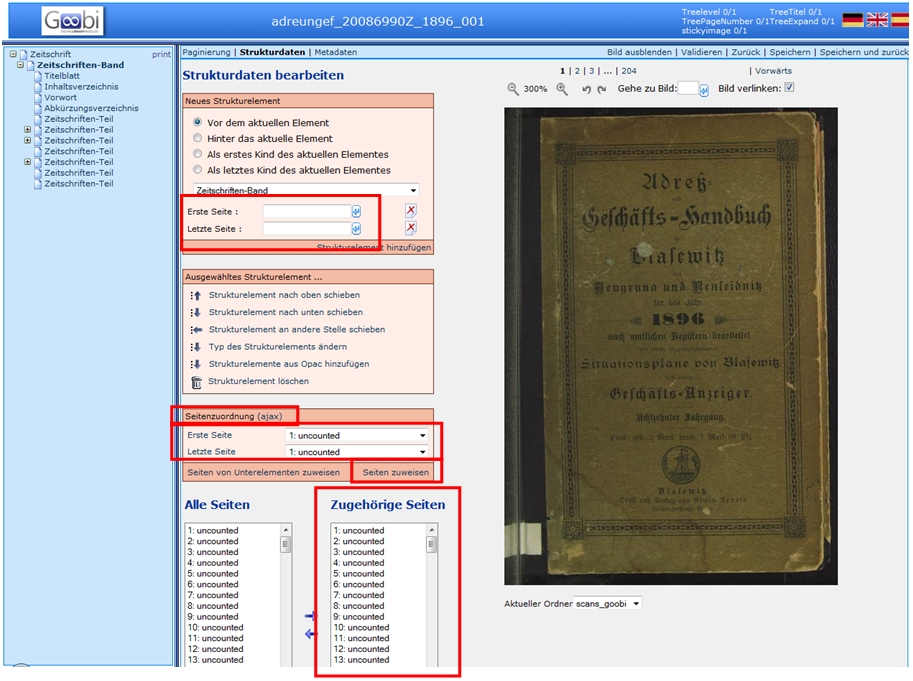 Goobi
DIGITAL LIBRARY MODULES
adreungef_20086990Z_1896_001
Treelevel 0/1 TreeTitel 0/1
TreePageNumber 0/1TreeExpand 0/1
stickyimage 0/1
Zeitschrift print
Zeitschriften-Band
Titelblatt
Inhaltsverzeichnis
Vorwort
Abkürzungsverzeichnis
Zeitschriften-Teil
Zeitschriften-Teil
Zeitschriften-Teil
Zeitschriften-Teil
Zeitschriften-Teil
Zeitschriften-Teil
Zeitschriften-Teil
Paginierung | Strukturdaten | Metadaten
Bild ausblenden | Validieren | Zurück | Speichern | Speichern und zurück
Strukturdaten bearbeiten
Neues Strukturelement
Vor dem aktuellen Element
Hinter das aktuelle Element
Als erstes Kind des aktuellen Elementes
Als letztes Kind des aktuellen Elementes
Zeitschriften-Band
Erste Seite :
Letzte Seite :
Strukturelement hinzufügen
Ausgewähltes Strukturelement ...
Strukturelement nach oben schieben
Strukturelement nach unten schieben
Strukturelement an andere Stelle schieben
Typ des Strukturelements ändern
Strukturelemente aus Opac hinzufügen
Strukturelement löschen
Seitenzuordnung (ajax)
Erste Seite 1: uncounted
Letzte Seite 1: uncounted
Seiten von Unterelementen zuweisen Seiten zuweisen
Alle Seiten
1: uncounted
2: uncounted
3: uncounted
4: uncounted
5: uncounted
6: uncounted
7: uncounted
8: uncounted
9: uncounted
10: uncounted
11: uncounted
12: uncounted
13: uncounted
Zugehörige Seiten
1: uncounted
2: uncounted
3: uncounted
4: uncounted
5: uncounted
6: uncounted
7: uncounted
8: uncounted
9: uncounted
10: uncounted
11: uncounted
12: uncounted
13: uncounted
1 | 2 | 3 | ... | 204 | Vorwärts
300% Gehe zu Bild: Bild verlinken:
Adreß-
und
Geschäfts-Handbuch
Blasewitz
für das Jahr
1896
nach amtlichen Registern bearbeitet
Situationsplane von Blasewitz
Geschäfts-Anzeiger.
Achtzehnter Jahrgang.
Blasewitz
Aktueller Ordner scans_goobi